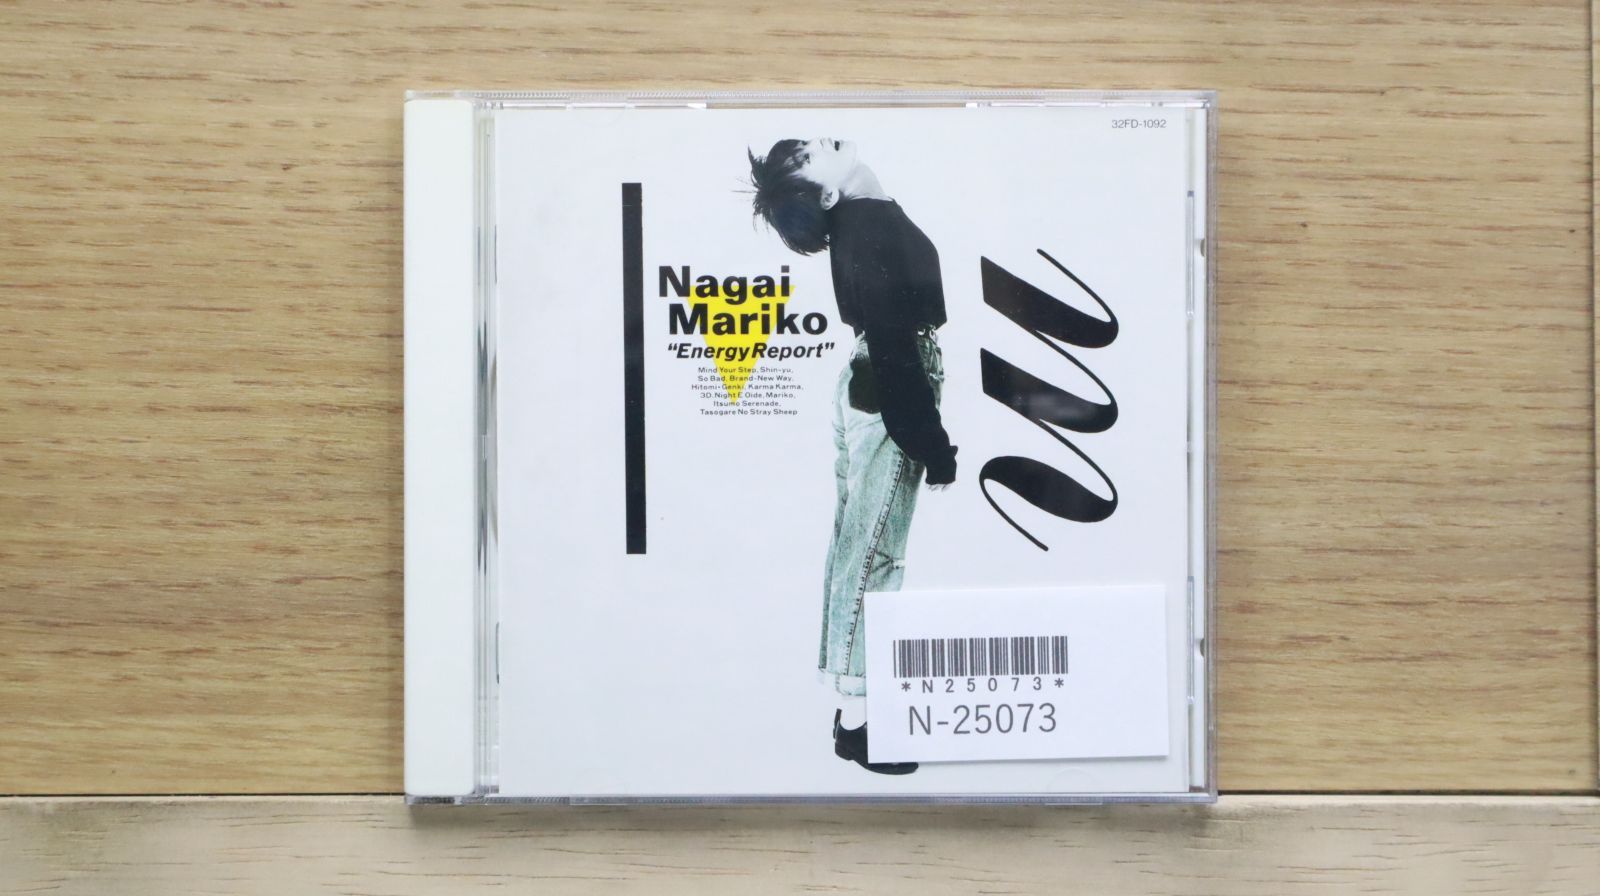 32FD-1092
Nagai
Mariko
“Energy Report”
Mind Your Step, Shin-yu,
So Bad, Brand-New Way,
Hitomi・Genki, Karma Karma,
3D. Night E Oide, Mariko,
Itsumo Serenade,
Tasogare No Stray Sheep
*N25073*
N-25073